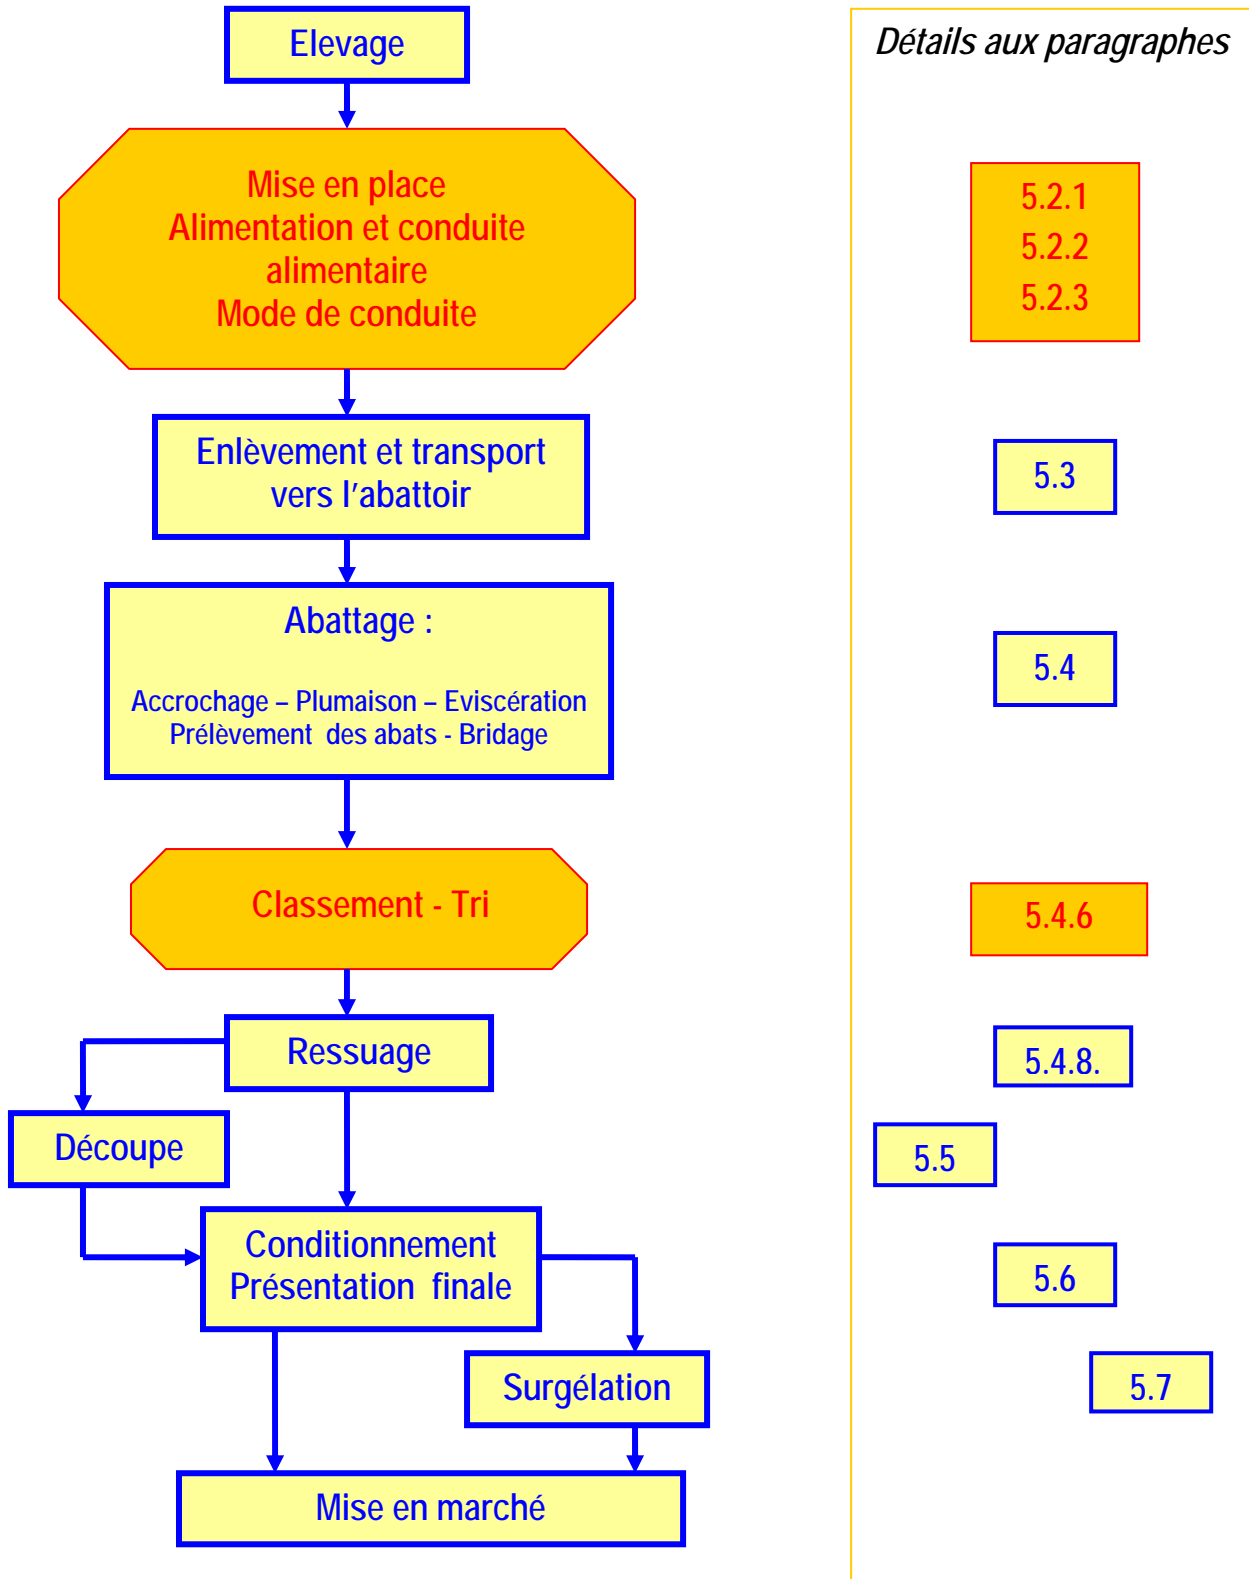 Elevage
Détails aux paragraphes
Mise en place
Alimentation et conduite
alimentaire
Mode de conduite
5.2.1
5.2.2
5.2.3
Enlèvement et transport
vers l'abattoir
5.3
Abattage :
Accrochage – Plumaison – Eviscération
Prélèvement des abats - Bridage
5.4
Classement - Tri
5.4.6
Ressuage
5.4.8.
Découpe
5.5
Conditionnement
Présentation finale
5.6
Surgélation
5.7
Mise en marché